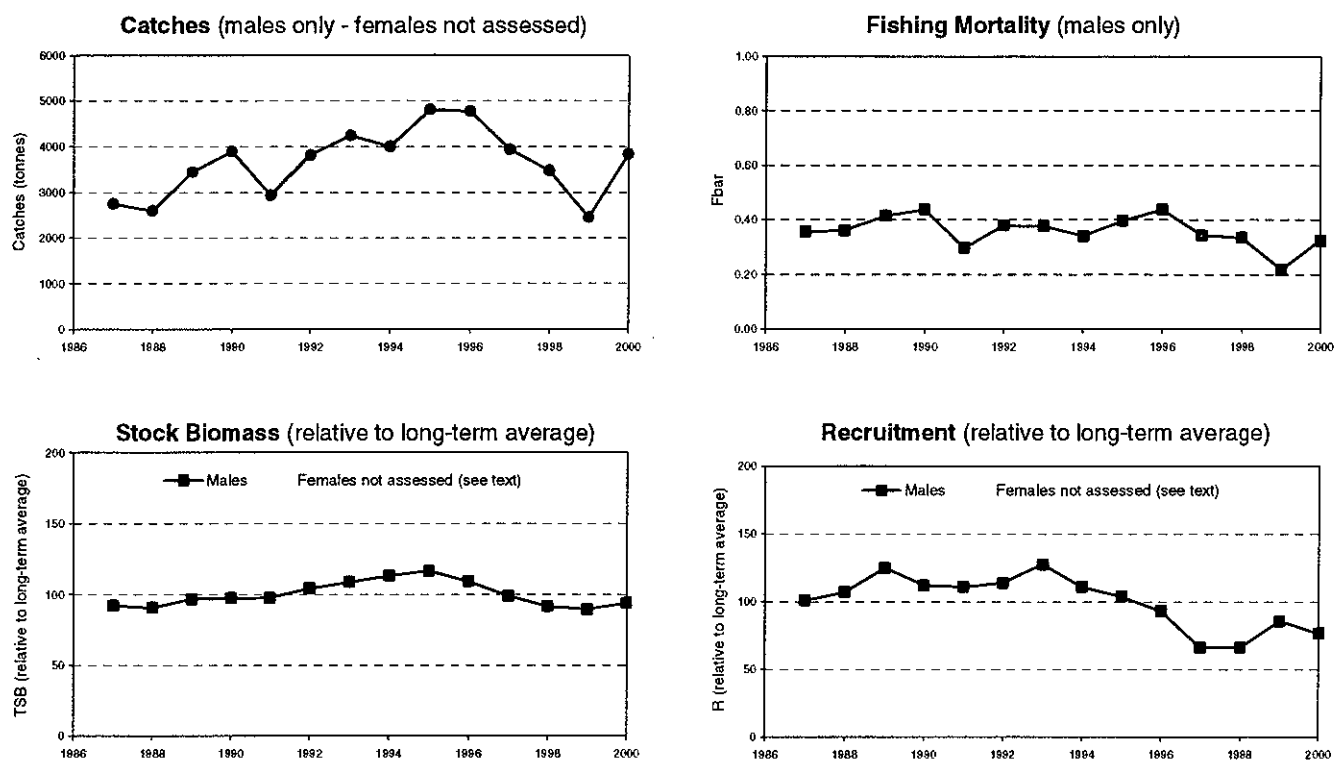 Catches (males only - females not assessed)
6000
5000
4000
3000
2000
1000
0
Catches (tonnes)
1986 1988 1990 1992 1994 1996 1998 2000
Fishing Mortality (males only)
1.00
0.80
0.60
0.40
0.20
0.00
Fbar
1986 1988 1990 1992 1994 1996 1998 2000
Stock Biomass (relative to long-term average)
200
150
100
50
0
TSB (relative to long-term average)
Males Females not assessed (see text)
1986 1988 1990 1992 1994 1996 1998 2000
Recruitment (relative to long-term average)
200
150
100
50
0
R (relative to long-term average)
Males Females not assessed (see text)
1986 1988 1990 1992 1994 1996 1998 2000